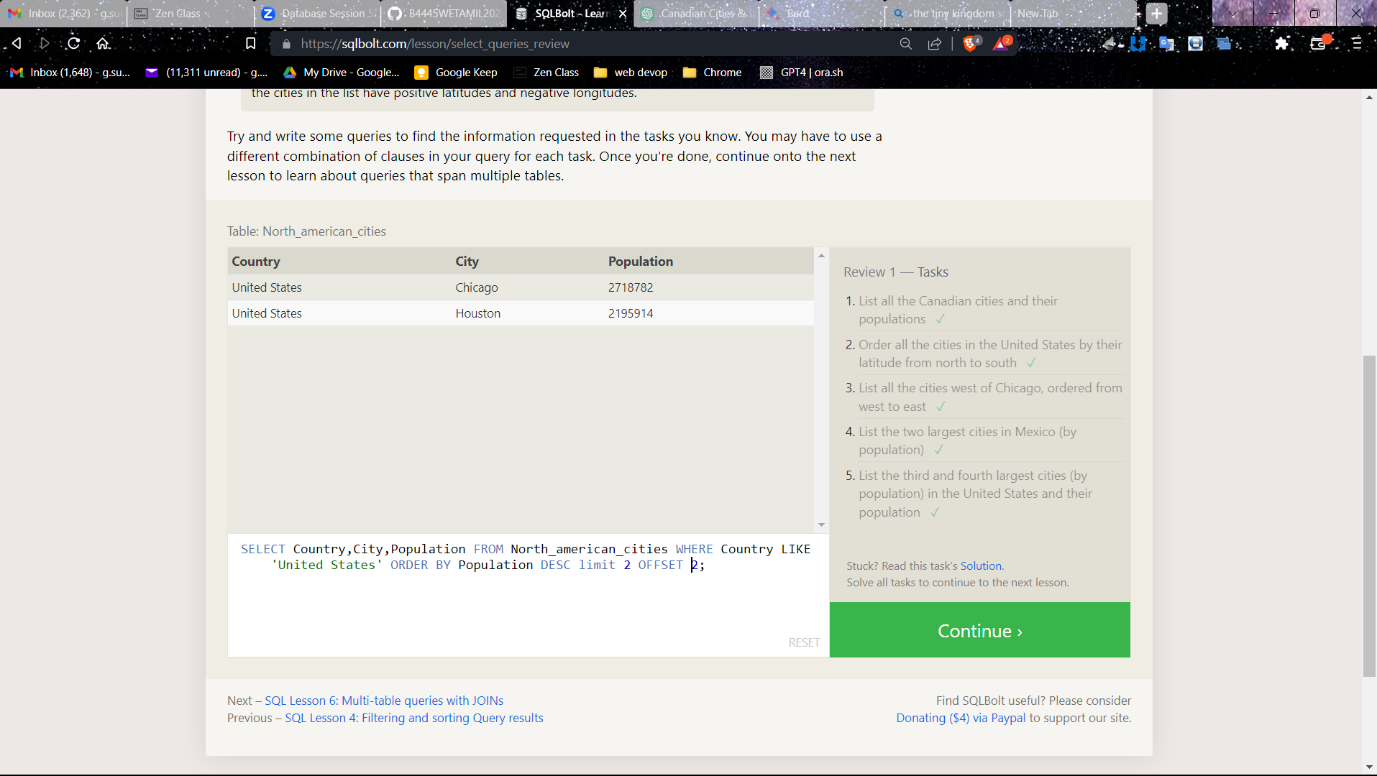 Inbox (2,362) - g.su
Zen Class
Database Session 5
B4445WETAMIL202
SQLBolt - Lear
Canadian Cities &
Bard
the tiny kingdom s
New Tab
https://sqlbolt.com/lesson/select_queries_review
4
2
Inbox (1,648) - g.su...
(11,311 unread) - g....
My Drive - Google...
Google Keep
Zen Class
web devop
Chrome
GPT4 | ora.sh
the cities in the list have positive latitudes and negative longitudes.
Try and write some queries to find the information requested in the tasks you know. You may have to use a
different combination of clauses in your query for each task. Once you're done, continue onto the next
lesson to learn about queries that span multiple tables.
Table: North_american_cities
Country City Population
United States Chicago 2718782
United States Houston 2195914
SELECT Country,City,Population FROM North_american_cities WHERE Country LIKE
'United States' ORDER BY Population DESC limit 2 OFFSET 2;
RESET
Review 1 — Tasks
1. List all the Canadian cities and their
populations ✓
2. Order all the cities in the United States by their
latitude from north to south ✓
3. List all the cities west of Chicago, ordered from
west to east ✓
4. List the two largest cities in Mexico (by
population) ✓
5. List the third and fourth largest cities (by
population) in the United States and their
population ✓
Stuck? Read this task's Solution.
Solve all tasks to continue to the next lesson.
Continue ›
Next – SQL Lesson 6: Multi-table queries with JOINs
Previous – SQL Lesson 4: Filtering and sorting Query results
Find SQLBolt useful? Please consider
Donating ($4) via Paypal to support our site.